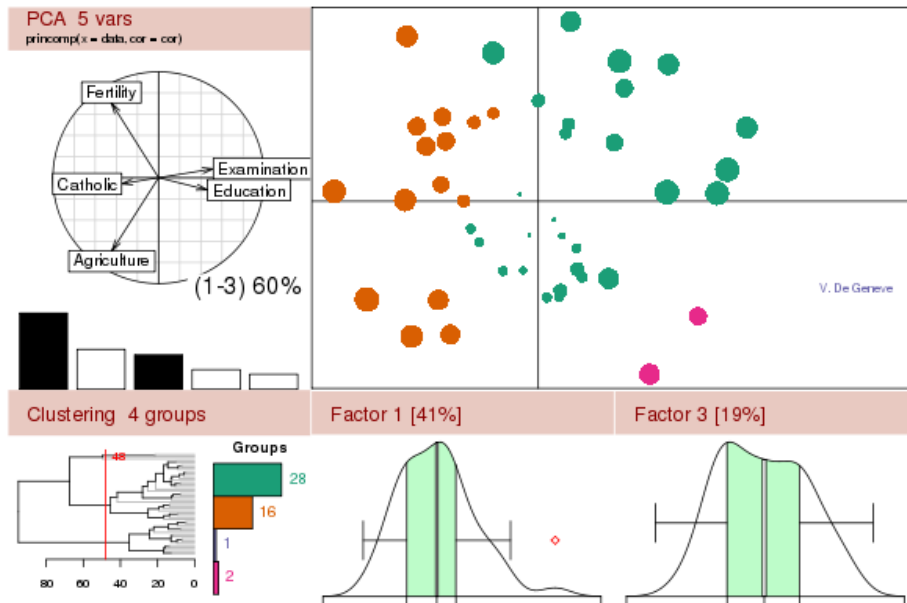 PCA 5 vars
princomp(x = data, cor = cor)
Fertility
Examination
Catholic
Education
Agriculture
(1-3) 60%
V. De Geneve
Clustering 4 groups
Factor 1 [41%]
Factor 3 [19%]
48
Groups
28
16
1
2
80 60 40 20 0